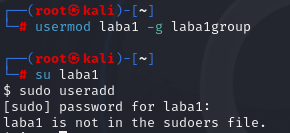 ┌──(root㉿kali)-[~]
└─# usermod laba1 -g laba1group
┌──(root㉿kali)-[~]
└─# su laba1
$ sudo useradd
[sudo] password for laba1:
laba1 is not in the sudoers file.